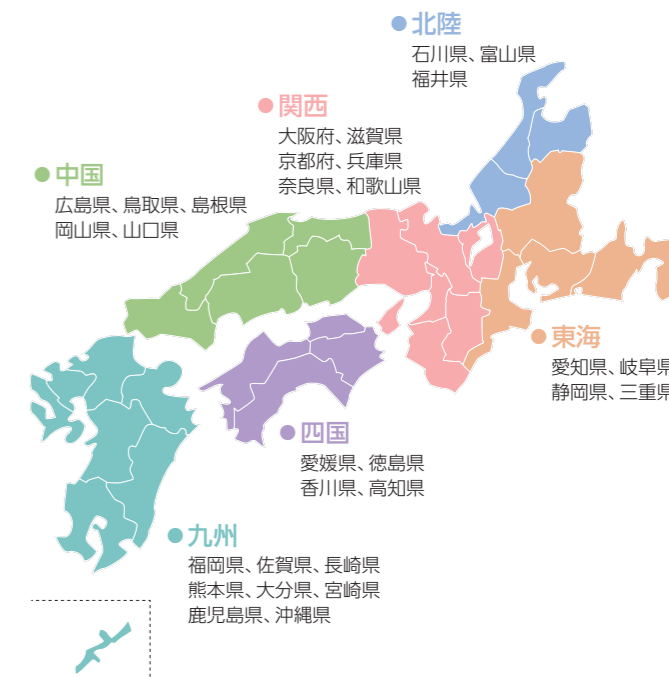 北陸
石川県、富山県
福井県
関西
大阪府、滋賀県
京都府、兵庫県
奈良県、和歌山県
中国
広島県、鳥取県、島根県
岡山県、山口県
東海
愛知県、岐阜県
静岡県、三重県
四国
愛媛県、徳島県
香川県、高知県
九州
福岡県、佐賀県、長崎県
熊本県、大分県、宮崎県
鹿児島県、沖縄県